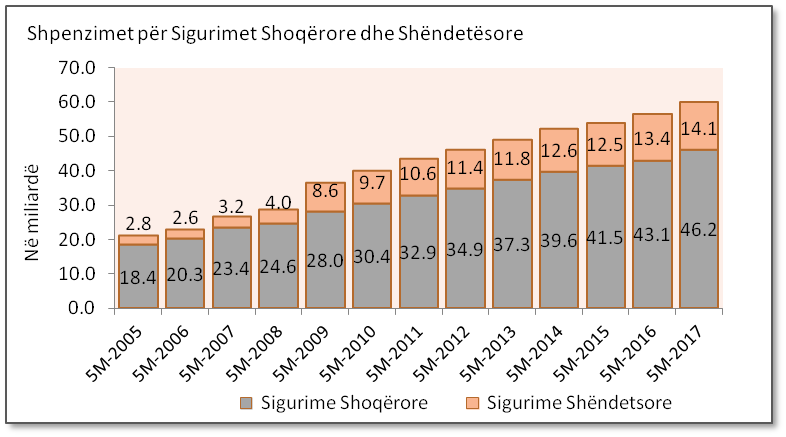 Shpenzimet për Sigurimet Shoqërore dhe Shëndetësore
Në miliardë
70.0
60.0
50.0
40.0
30.0
20.0
10.0
0.0
2.8 2.6 3.2 4.0 8.6 9.7 10.6 11.4 11.8 12.6 12.5 13.4 14.1
18.4 20.3 23.4 24.6 28.0 30.4 32.9 34.9 37.3 39.6 41.5 43.1 46.2
5M-2005 5M-2006 5M-2007 5M-2008 5M-2009 5M-2010 5M-2011 5M-2012 5M-2013 5M-2014 5M-2015 5M-2016 5M-2017
Sigurime Shoqërore Sigurime Shëndetsore